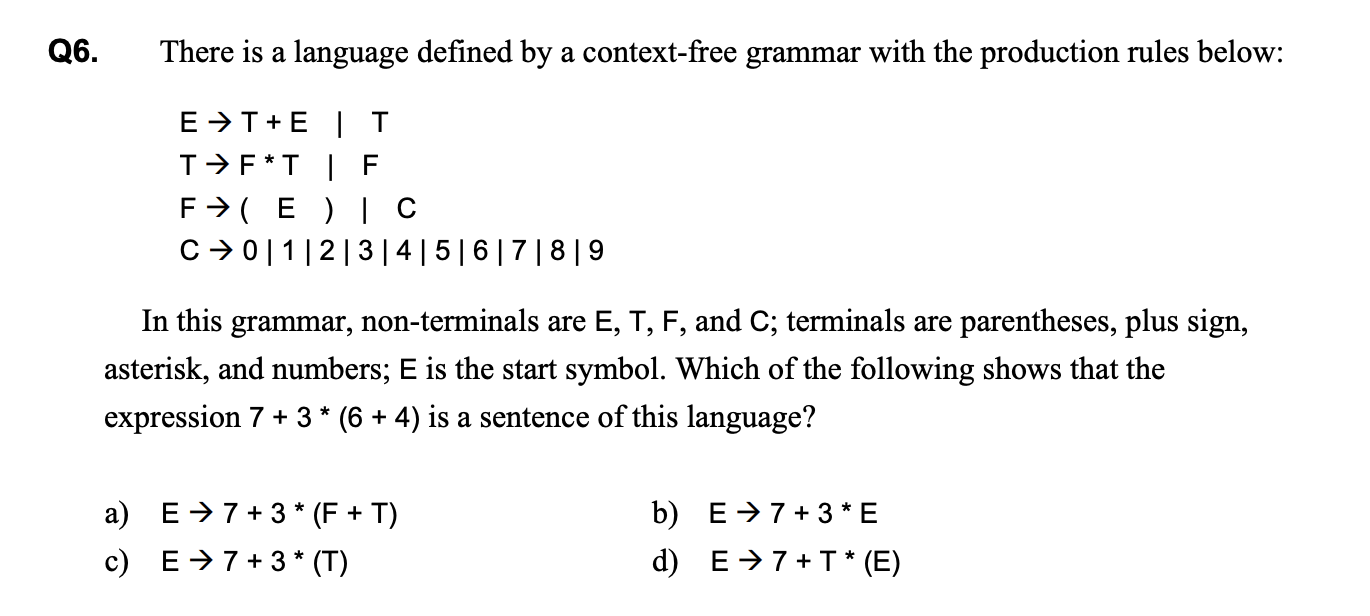 Q6. There is a language defined by a context-free grammar with the production rules below:
E → T + E | T
T → F * T | F
F → ( E ) | C
C → 0 | 1 | 2 | 3 | 4 | 5 | 6 | 7 | 8 | 9
In this grammar, non-terminals are E, T, F, and C; terminals are parentheses, plus sign,
asterisk, and numbers; E is the start symbol. Which of the following shows that the
expression 7 + 3 * (6 + 4) is a sentence of this language?
a) E → 7 + 3 * (F + T) b) E → 7 + 3 * E
c) E → 7 + 3 * (T) d) E → 7 + T * (E)